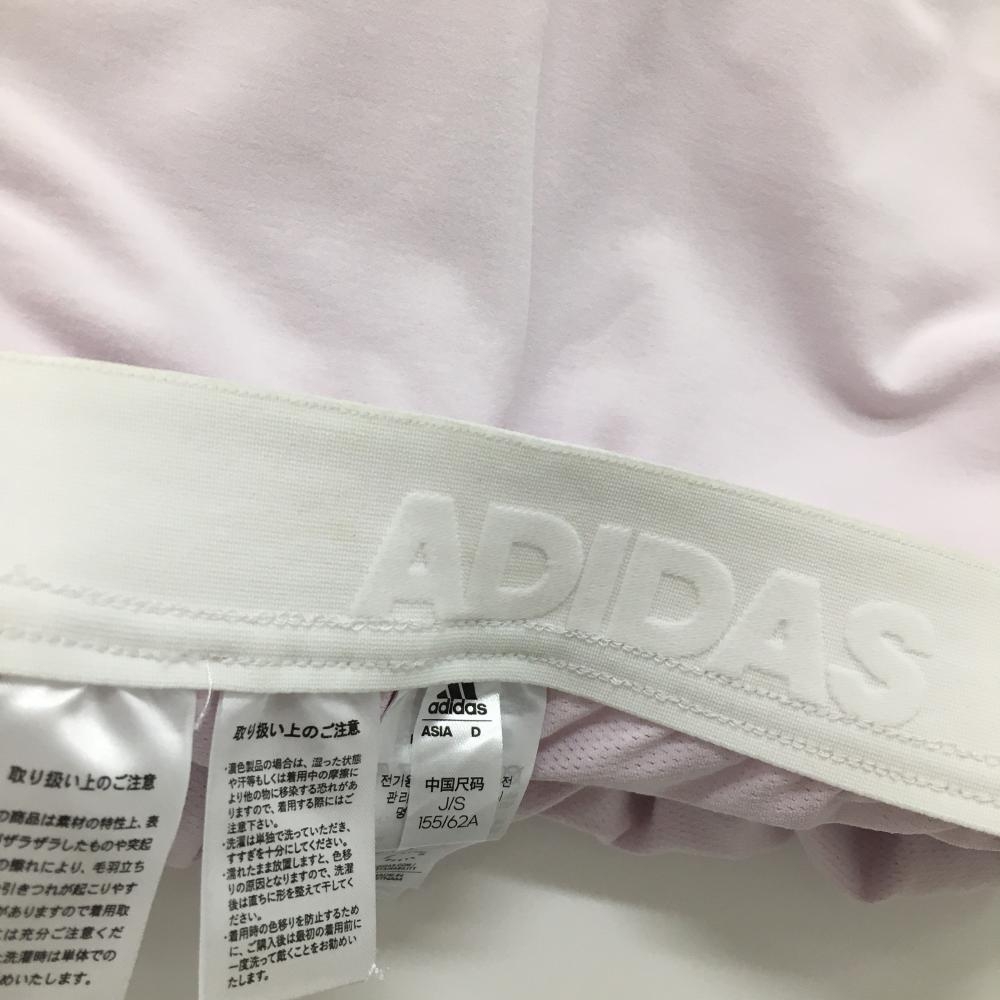 ADIDAS
取り扱い上のご注意
の商品は素材の特性上、表
ザラザラしたものや突起
の擦れにより、毛羽立ち
引きつれが起こりやす
がありますので着用取
には充分ご注意くだ
洗濯時は単体での
めいたします。
取り扱い上のご注意
・濃色製品の場合は、湿った状態
や汗等もしくは着用中の摩擦に
より他の物に移染する恐れがあ
りますので、着用する際にはご
注意下さい。
・洗濯は単独で洗っていただき、
すすぎを十分にしてください。
・濡れたまま放置しますと、色移
りの原因となりますので、洗濯
後は直ちに形を整えて干してく
ださい。
・着用時の色移りを防止するため
に、ご購入後は最初の着用前に
一度洗って戴くことをお勧めい
たします。
adidas
ASIA D
中国尺码
J/S
155/62A
전기
관리